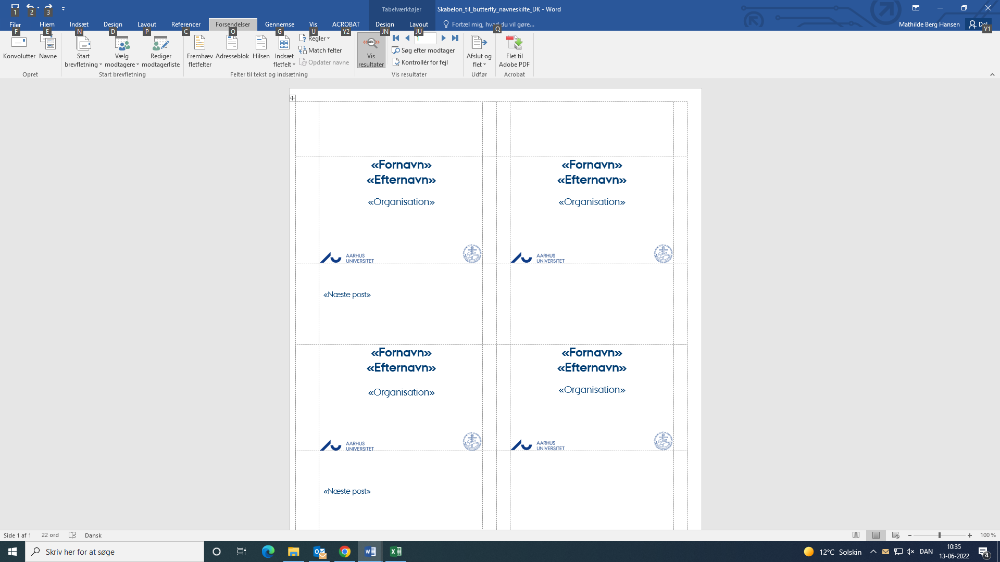 Tabelværktøjer
Skabelon_til_butterfly_navneskilte_DK - Word
1 2 3
Filer Hjem Indsæt Design Layout Referencer Forsendelser Gennemse Vis ACROBAT Design Layout Fortæl mig, hvad du vil gøre... Mathilde Berg Hansen Del
F E N D P C O G U Y2 JN JU Q Y1
Konvolutter Navne
Opret
Start brevfletning
Vælg modtagere
Rediger modtagerliste
Start brevfletning
Fremhæv fletfelter
Adresseblok
Hilsen
Indsæt fletfelt
Regler
Match felter
Opdater navne
Felter til tekst og indsætning
ABC
Vis resultater
1
Søg efter modtager
Kontrollér for fejl
Vis resultater
Afslut og flet
Udfør
Flet til Adobe PDF
Acrobat
«Fornavn» «Fornavn»
«Efternavn» «Efternavn»
«Organisation» «Organisation»
AARHUS UNIVERSITET AARHUS UNIVERSITET
«Næste post»
«Fornavn» «Fornavn»
«Efternavn» «Efternavn»
«Organisation» «Organisation»
AARHUS UNIVERSITET AARHUS UNIVERSITET
«Næste post»
Side 1 af 1 22 ord Dansk 100 %
Skriv her for at søge
12°C Solskin DAN
10:35
13-06-2022
4